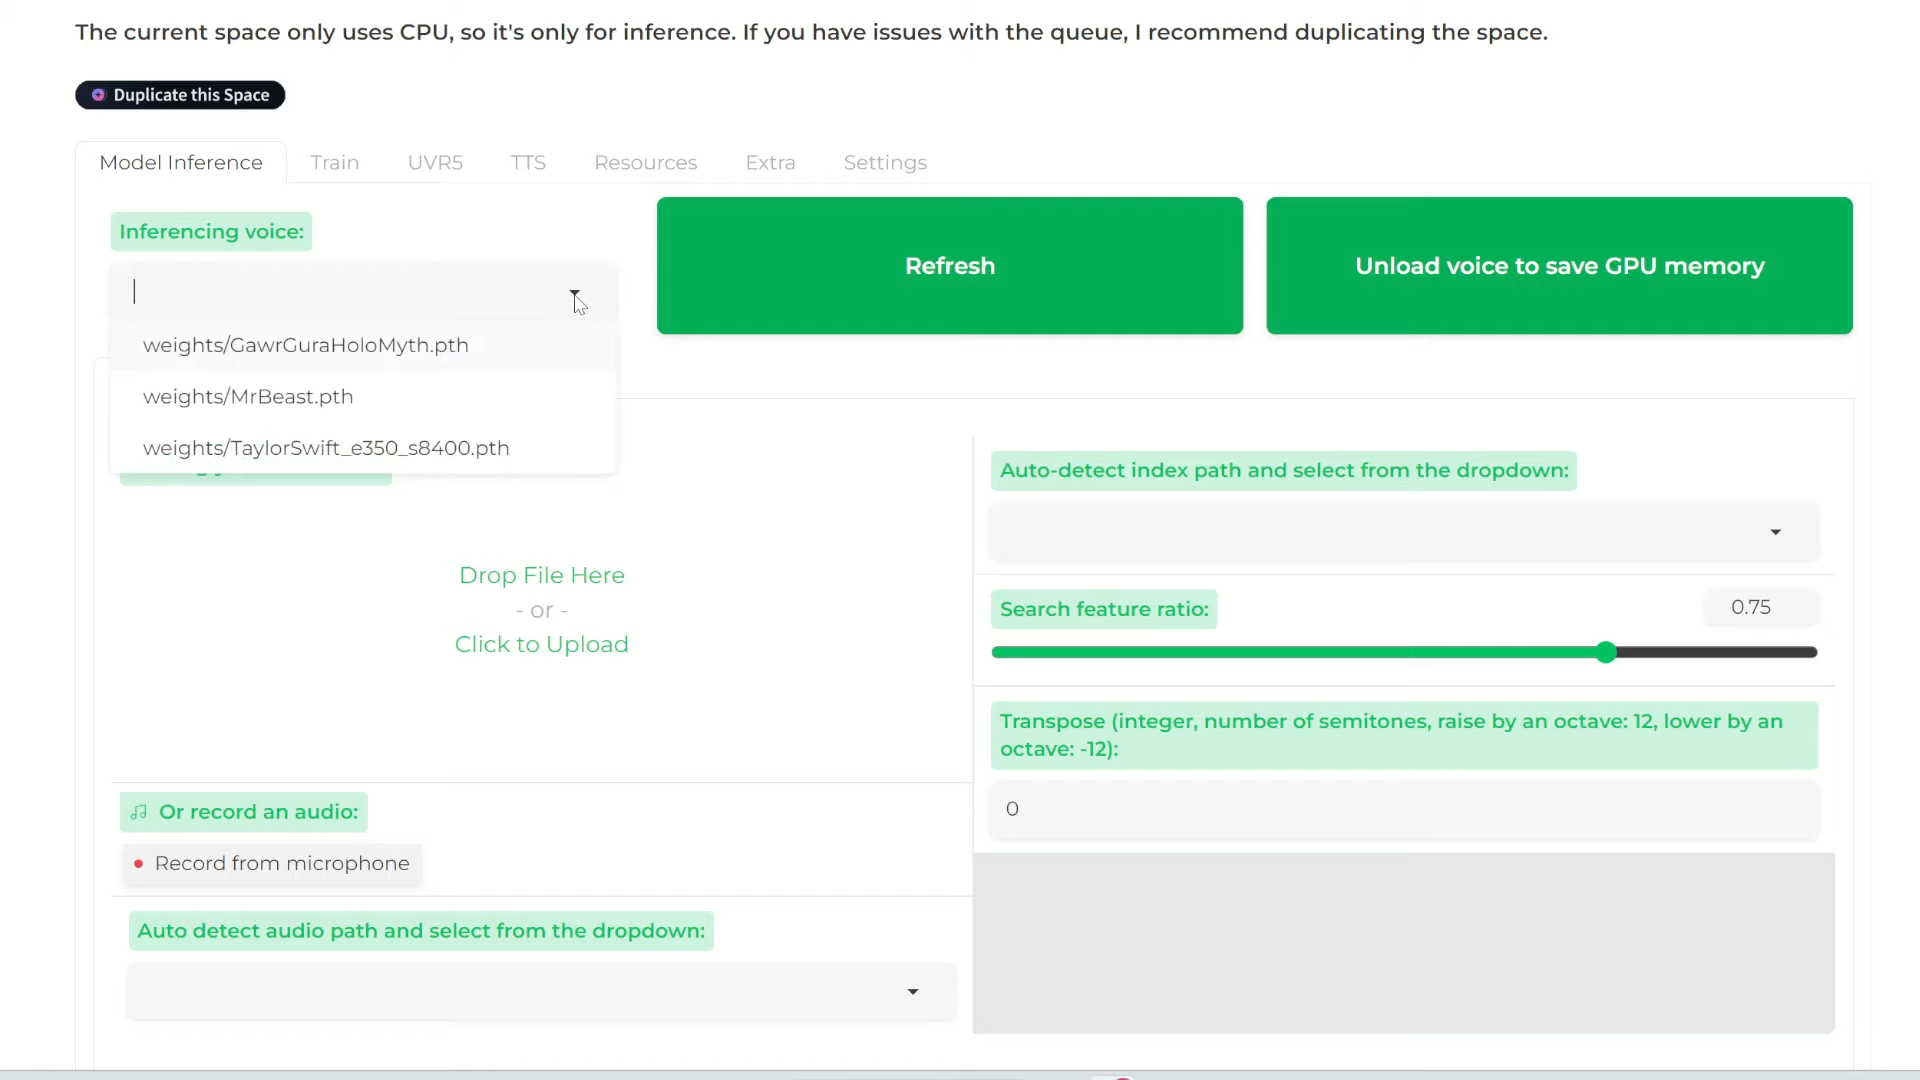 The current space only uses CPU, so it's only for inference. If you have issues with the queue, I recommend duplicating the space.
Duplicate this Space
Model Inference
Train
UVR5
TTS
Resources
Extra
Settings
Inferencing voice:
Refresh
Unload voice to save GPU memory
weights/GawrGuraHoloMyth.pth
weights/MrBeast.pth
weights/TaylorSwift_e350_s8400.pth
Drop File Here
- or -
Click to Upload
Or record an audio:
Record from microphone
Auto detect audio path and select from the dropdown:
Auto-detect index path and select from the dropdown:
Search feature ratio:
0.75
Transpose (integer, number of semitones, raise by an octave: 12, lower by an
octave: -12):
0